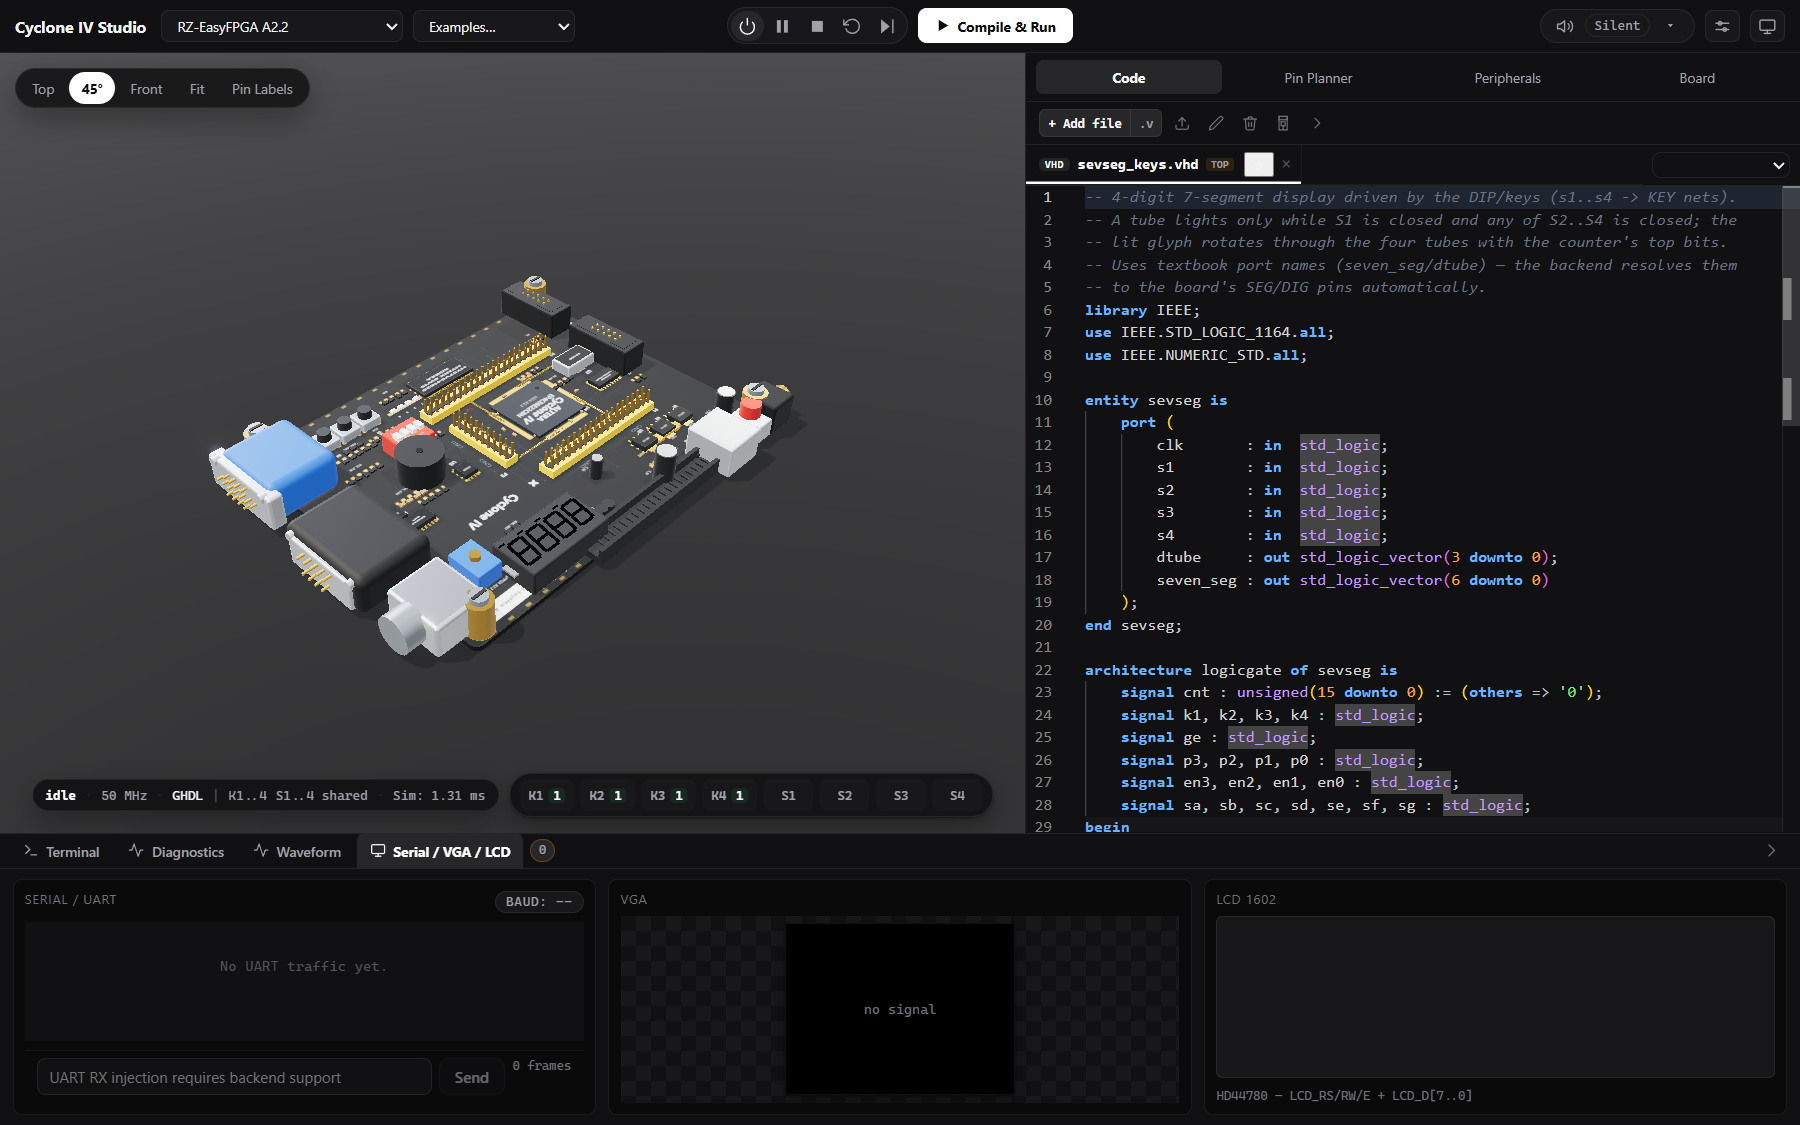 Cyclone IV Studio
RZ-EasyFPGA A2.2
Examples...
Compile & Run
Silent
Top
45°
Front
Fit
Pin Labels
Code
Pin Planner
Peripherals
Board
+ Add file
.v
VHD
sevseg_keys.vhd
TOP
1 -- 4-digit 7-segment display driven by the DIP/keys (s1..s4 -> KEY nets).
2 -- A tube lights only while S1 is closed and any of S2..S4 is closed; the
3 -- lit glyph rotates through the four tubes with the counter's top bits.
4 -- Uses textbook port names (seven_seg/dtube) — the backend resolves them
5 -- to the board's SEG/DIG pins automatically.
6 library IEEE;
7 use IEEE.STD_LOGIC_1164.all;
8 use IEEE.NUMERIC_STD.all;
9
10 entity sevseg is
11 port (
12 clk : in std_logic;
13 s1 : in std_logic;
14 s2 : in std_logic;
15 s3 : in std_logic;
16 s4 : in std_logic;
17 dtube : out std_logic_vector(3 downto 0);
18 seven_seg : out std_logic_vector(6 downto 0)
19 );
20 end sevseg;
21
22 architecture logicgate of sevseg is
23 signal cnt : unsigned(15 downto 0) := (others => '0');
24 signal k1, k2, k3, k4 : std_logic;
25 signal ge : std_logic;
26 signal p3, p2, p1, p0 : std_logic;
27 signal en3, en2, en1, en0 : std_logic;
28 signal sa, sb, sc, sd, se, sf, sg : std_logic;
29 begin
ALTERA
Cyclone IV
Cyclone IV
8888
idle · 50 MHz · GHDL | K1..4 S1..4 shared · Sim: 1.31 ms
K1 1
K2 1
K3 1
K4 1
S1
S2
S3
S4
Terminal
Diagnostics
Waveform
Serial / VGA / LCD
0
SERIAL / UART
BAUD: --
No UART traffic yet.
UART RX injection requires backend support
Send
0 frames
VGA
no signal
LCD 1602
HD44780 — LCD_RS/RW/E + LCD_D[7..0]